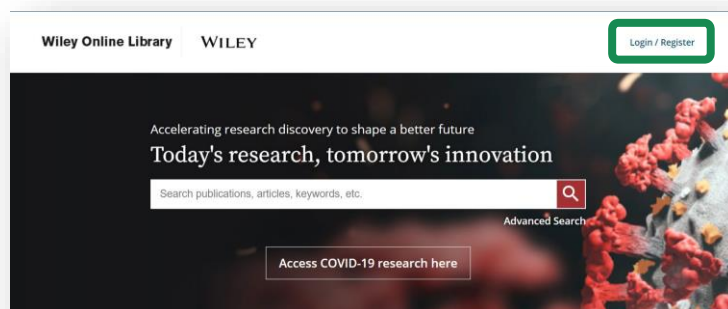 Wiley Online Library WILEY Login / Register
Accelerating research discovery to shape a better future
Today's research, tomorrow's innovation
Search publications, articles, keywords, etc.
Advanced Search
Access COVID-19 research here